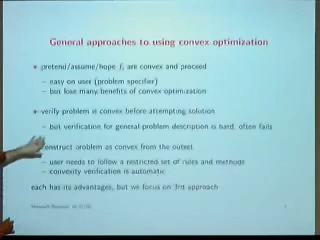 General approaches to using convex optimization
• pretend/assume/hope fi are convex and proceed
– easy on user (problem specifier)
– but lose many benefits of convex optimization
• verify problem is convex before attempting solution
– but verification for general problem description is hard, often fails
construct problem as convex from the outset
– user needs to follow a restricted set of rules and methods
– convexity verification is automatic
each has its advantages, but we focus on 3rd approach